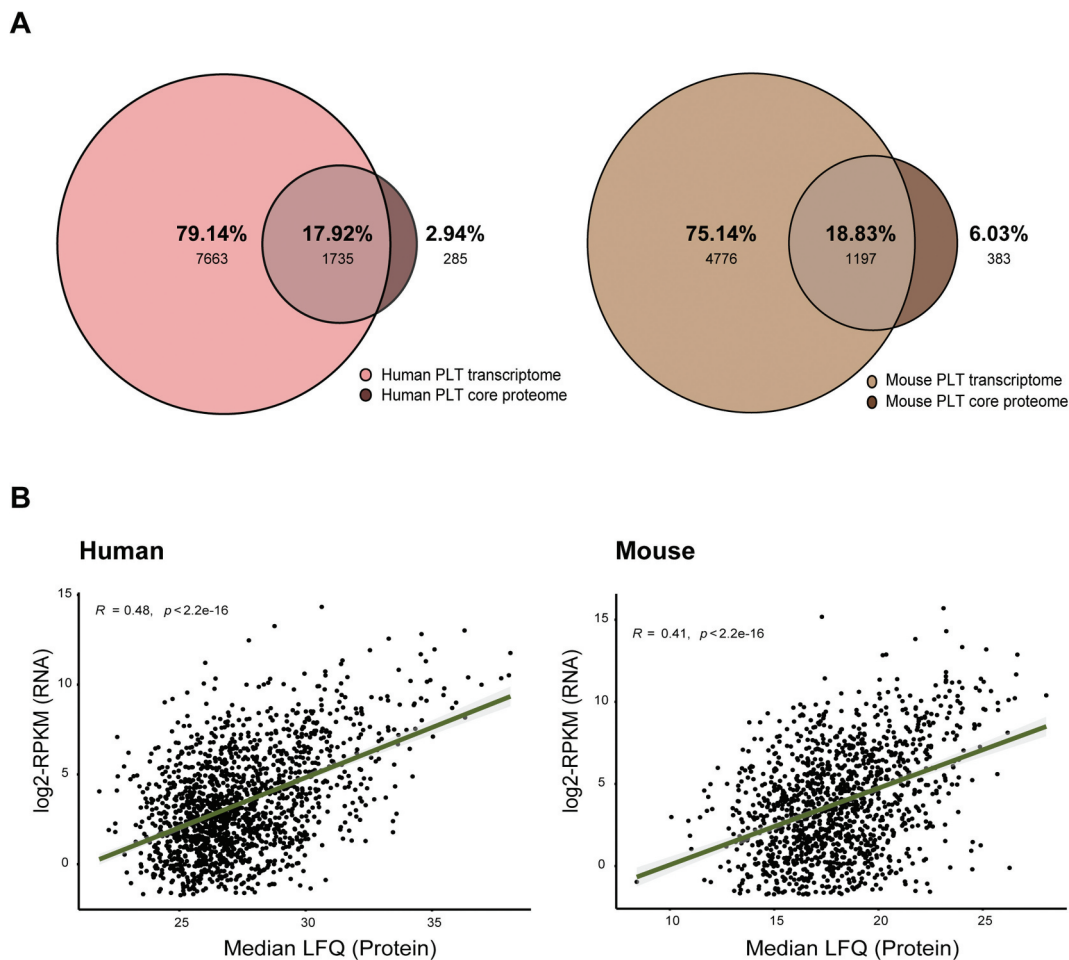 A
79.14%
7663
17.92%
1735
2.94%
285
Human PLT transcriptome
Human PLT core proteome
75.14%
4776
18.83%
1197
6.03%
383
Mouse PLT transcriptome
Mouse PLT core proteome
B
Human
R = 0.48, p<2.2e-16
15
10
5
0
log2-RPKM (RNA)
25
30
35
Median LFQ (Protein)
Mouse
R = 0.41, p<2.2e-16
15
10
5
0
log2-RPKM (RNA)
10
15
20
25
Median LFQ (Protein)